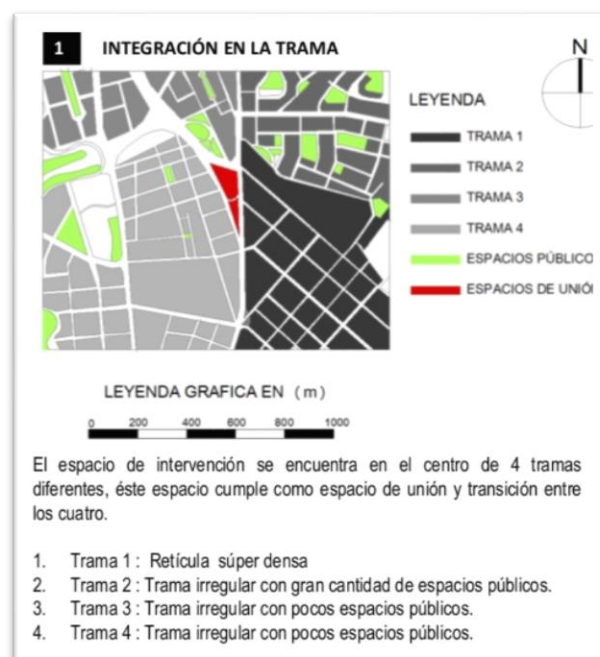 1 INTEGRACIÓN EN LA TRAMA
N
LEYENDA
TRAMA 1
TRAMA 2
TRAMA 3
TRAMA 4
ESPACIOS PÚBLICO
ESPACIOS DE UNIÓ
LEYENDA GRAFICA EN (m)
0 200 400 600 800 1000
El espacio de intervención se encuentra en el centro de 4 tramas
diferentes, éste espacio cumple como espacio de unión y transición entre
los cuatro.
1. Trama 1 : Retícula súper densa
2. Trama 2 : Trama irregular con gran cantidad de espacios públicos.
3. Trama 3 : Trama irregular con pocos espacios públicos.
4. Trama 4 : Trama irregular con pocos espacios públicos.